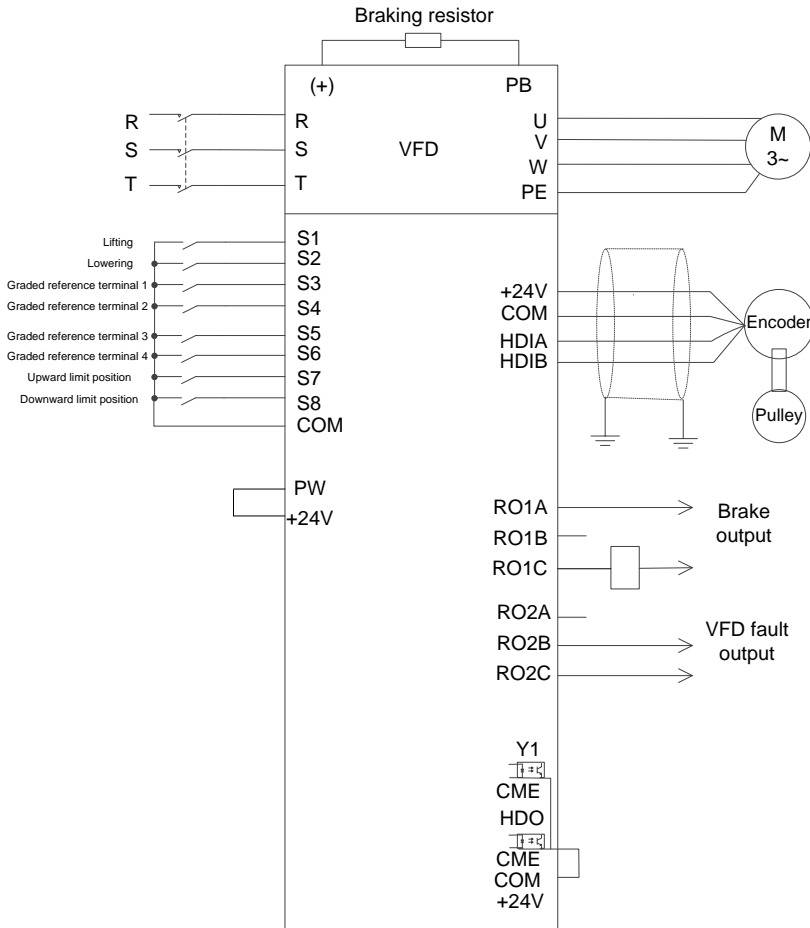 Braking resistor
(+)
PB
R
R
S
S
T
T
VFD
U
V
W
PE
M
3~
Lifting
S1
Lowering
S2
Graded reference terminal 1
S3
Graded reference terminal 2
S4
Graded reference terminal 3
S5
Graded reference terminal 4
S6
Upward limit position
S7
Downward limit position
S8
COM
+24V
COM
HDIA
HDIB
Encoder
Pulley
PW
+24V
RO1A
RO1B
RO1C
Brake
output
RO2A
RO2B
RO2C
VFD fault
output
Y1
CME
HDO
CME
COM
+24V